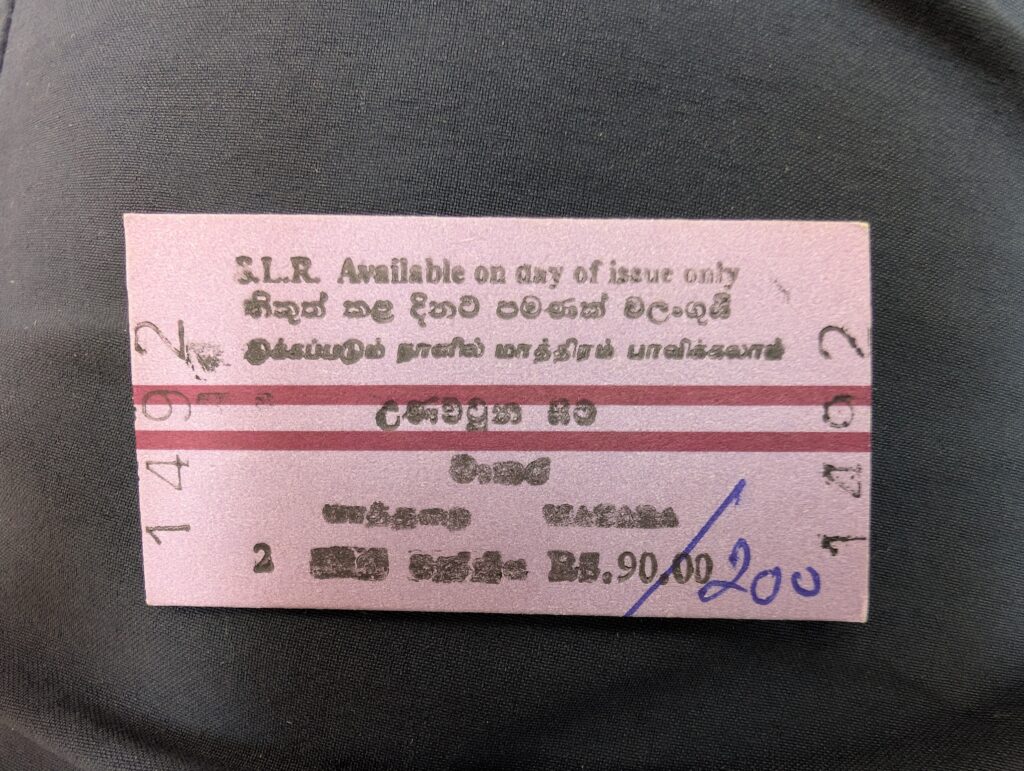 S.L.R. Available on day of issue only
නිකුත් කළ දිනට පමණක් වලංගුයි
நாளில் மாத்திரம் பாவிக்கலாம்
උණවටුන සිට
මාතර
மாத்தறை MATARA
2 Rs.90.00 200
1492
1492